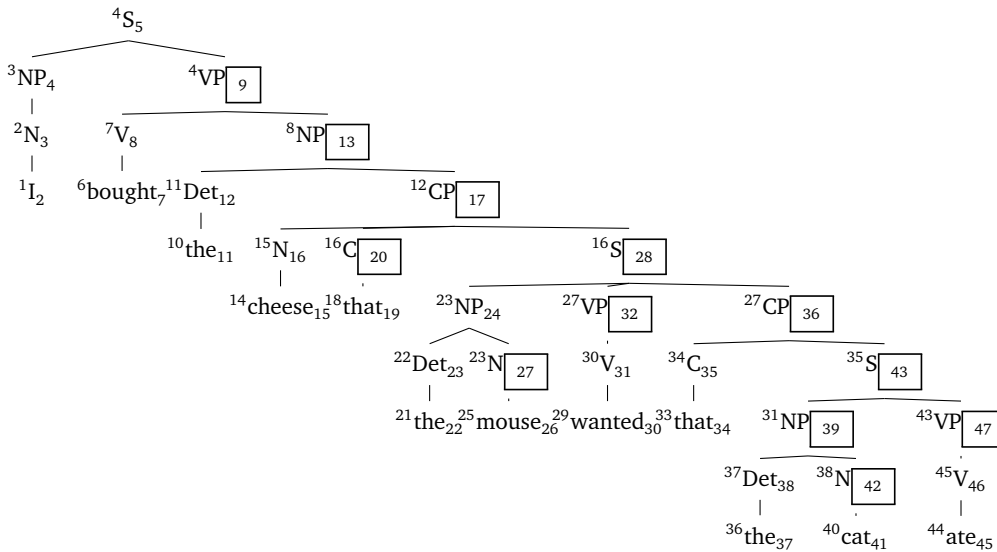 4S5
3NP4 4VP 9
2N3 7V8 8NP 13
1I2 6bought7 11Det12 12CP 17
10the11 15N16 16C 20 16S 28
14cheese15 18that19 23NP24 27VP 32 27CP 36
22Det23 23N 27 30V31 34C35 35S 43
21the22 25mouse26 29wanted30 33that34 31NP 39 43VP 47
37Det38 38N 42 45V46
36the37 40cat41 44ate45